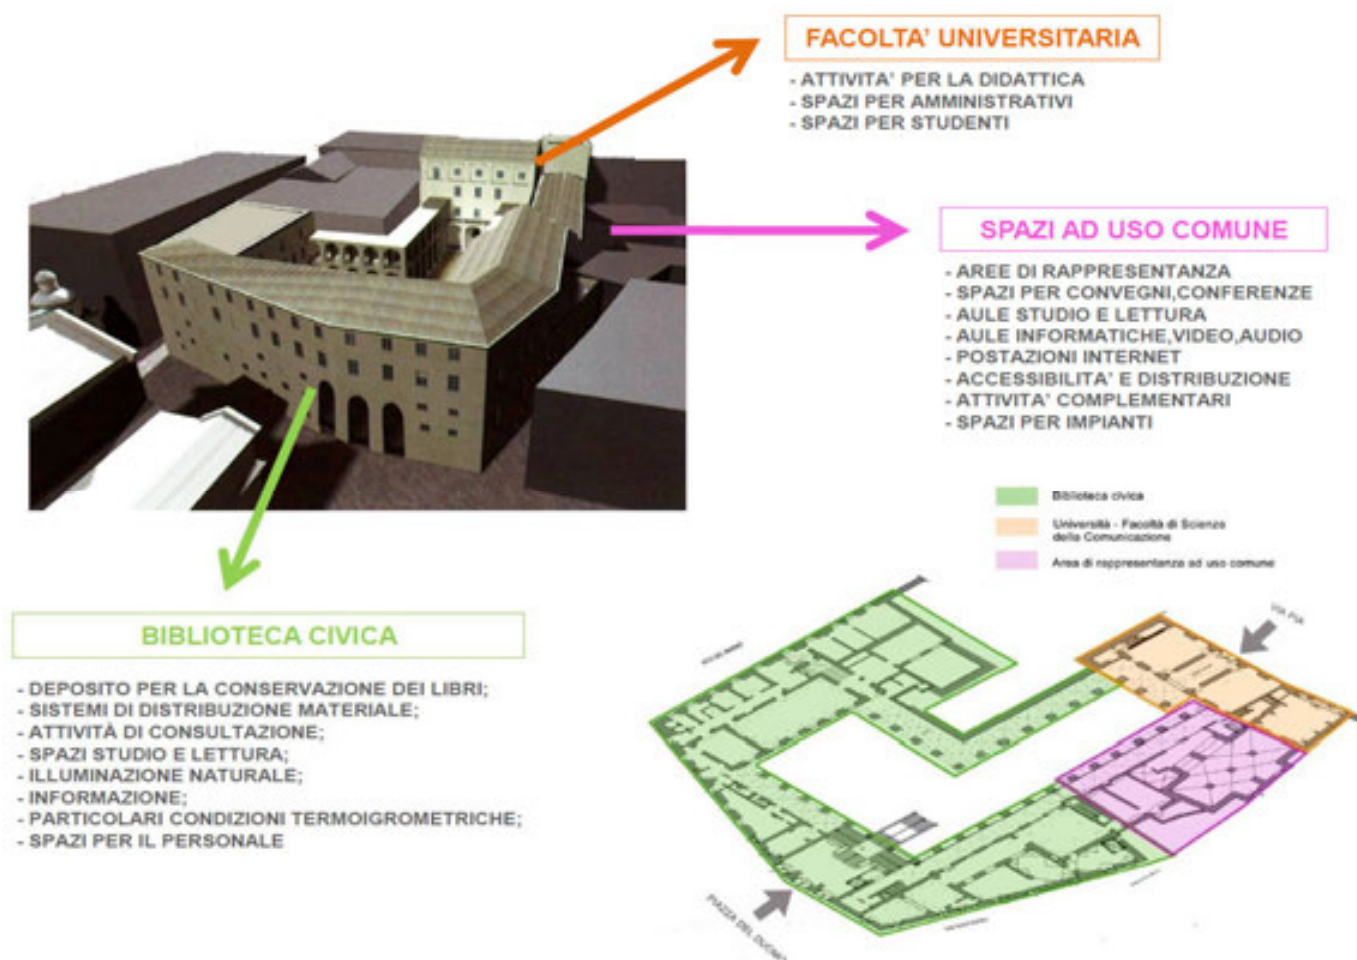 FACOLTA' UNIVERSITARIA
- ATTIVITA' PER LA DIDATTICA
- SPAZI PER AMMINISTRATIVI
- SPAZI PER STUDENTI
SPAZI AD USO COMUNE
- AREE DI RAPPRESENTANZA
- SPAZI PER CONVEGNI,CONFERENZE
- AULE STUDIO E LETTURA
- AULE INFORMATICHE,VIDEO,AUDIO
- POSTAZIONI INTERNET
- ACCESSIBILITA' E DISTRIBUZIONE
- ATTIVITA' COMPLEMENTARI
- SPAZI PER IMPIANTI
BIBLIOTECA CIVICA
- DEPOSITO PER LA CONSERVAZIONE DEI LIBRI;
- SISTEMI DI DISTRIBUZIONE MATERIALE;
- ATTIVITÀ DI CONSULTAZIONE;
- SPAZI STUDIO E LETTURA;
- ILLUMINAZIONE NATURALE;
- INFORMAZIONE;
- PARTICOLARI CONDIZIONI TERMOIGROMETRICHE;
- SPAZI PER IL PERSONALE
Biblioteca civica
Università - Facoltà di Scienze
della Comunicazione
Area di rappresentanza ad uso comune
VIA PIA
PIAZZA DEL DUOMO